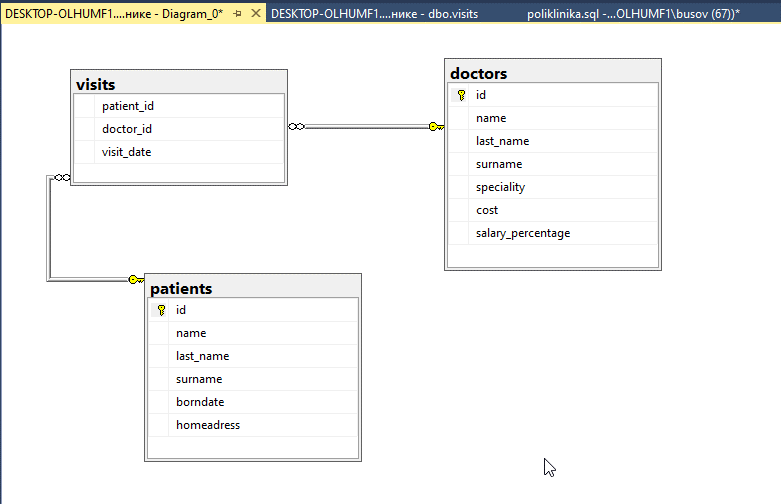 DESKTOP-OLHUMF1....нике - Diagram_0*
DESKTOP-OLHUMF1....нике - dbo.visits
poliklinika.sql -...OLHUMF1\busov (67))*
visits
patient_id
doctor_id
visit_date
doctors
id
name
last_name
surname
speciality
cost
salary_percentage
patients
id
name
last_name
surname
borndate
homeadress